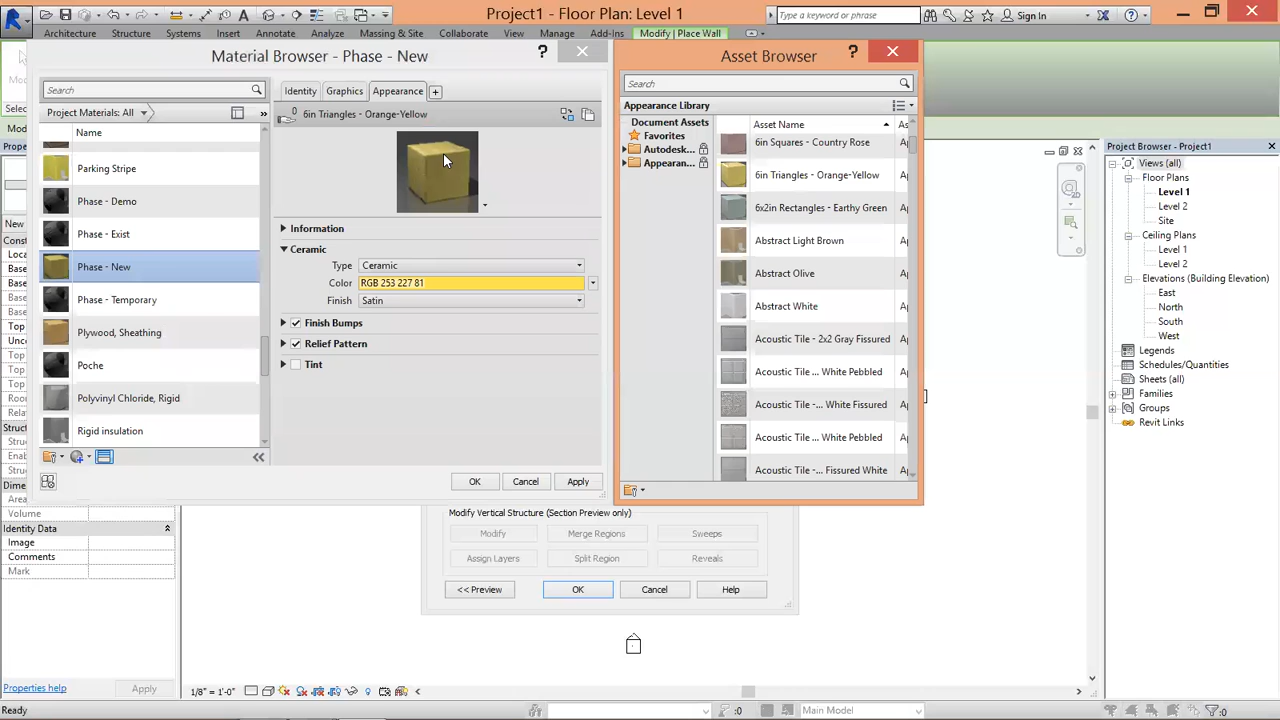 Project1 - Floor Plan: Level 1
Type a keyword or phrase
Sign In
Architecture
Structure
Systems
Insert
Annotate
Analyze
Massing & Site
Collaborate
View
Manage
Add-Ins
Modify | Place Wall
Material Browser - Phase - New
?
Search
Project Materials: All
Name
Parking Stripe
Phase - Demo
Phase - Exist
Phase - New
Phase - Temporary
Plywood, Sheathing
Poche
Polyvinyl Chloride, Rigid
Rigid insulation
Identity
Graphics
Appearance
6in Triangles - Orange-Yellow
Information
Ceramic
Type
Ceramic
Color
RGB 253 227 81
Finish
Satin
Finish Bumps
Relief Pattern
Tint
OK
Cancel
Apply
Asset Browser
?
Search
Appearance Library
Document Assets
Favorites
Autodesk...
Appearan...
Asset Name
As
6in Squares - Country Rose
6in Triangles - Orange-Yellow
6x2in Rectangles - Earthy Green
Abstract Light Brown
Abstract Olive
Abstract White
Acoustic Tile - 2x2 Gray Fissured
Acoustic Tile ... White Pebbled
Acoustic Tile -... White Fissured
Acoustic Tile ... White Pebbled
Acoustic Tile -... Fissured White
Project Browser - Project1
Views (all)
Floor Plans
Level 1
Level 2
Site
Ceiling Plans
Level 1
Level 2
Elevations (Building Elevation)
East
North
South
West
Legends
Schedules/Quantities
Sheets (all)
Families
Groups
Revit Links
Modify Vertical Structure (Section Preview only)
Modify
Merge Regions
Sweeps
Assign Layers
Split Region
Reveals
<< Preview
OK
Cancel
Help
Volume
Identity Data
Image
Comments
Mark
Properties help
Apply
1/8" = 1'-0"
Ready
:0
Main Model
:0